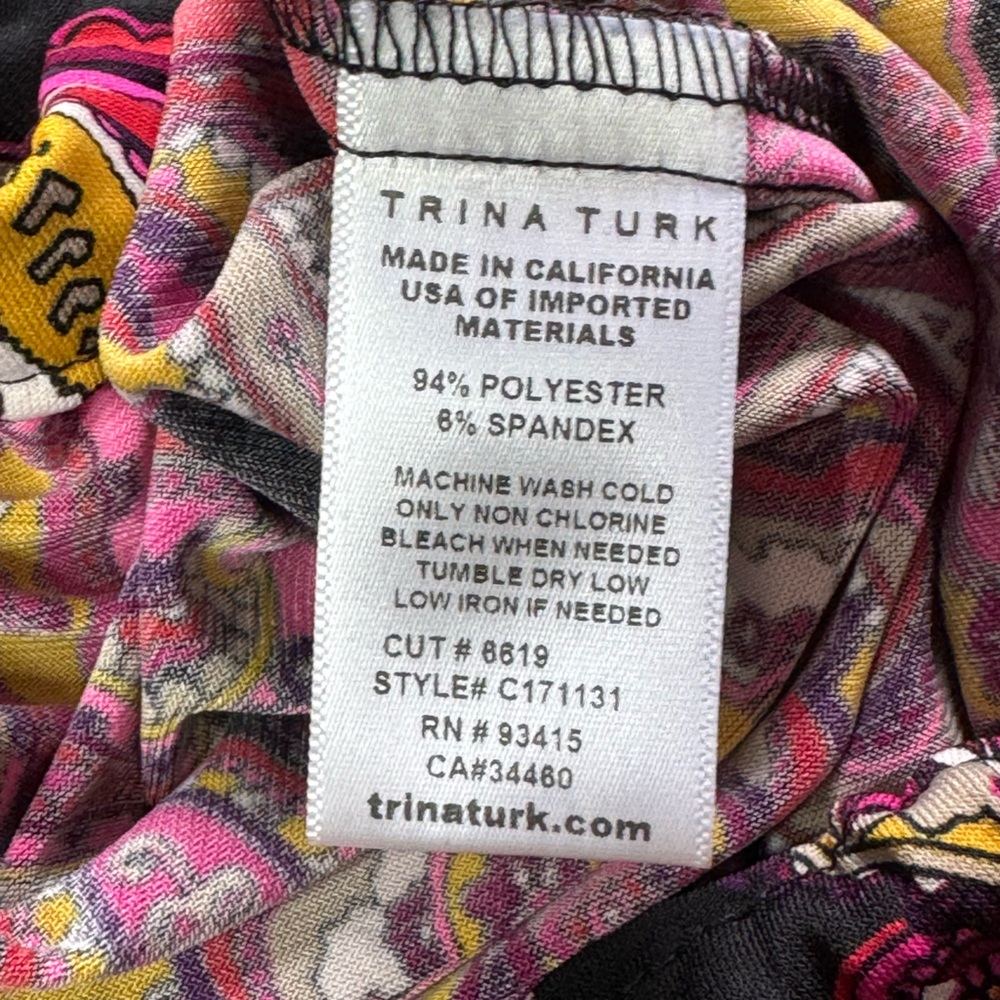 TRINA TURK
MADE IN CALIFORNIA
USA OF IMPORTED
MATERIALS
94% POLYESTER
6% SPANDEX
MACHINE WASH COLD
ONLY NON CHLORINE
BLEACH WHEN NEEDED
TUMBLE DRY LOW
LOW IRON IF NEEDED
CUT # 6619
STYLE# C171131
RN # 93415
CA#34460
trinaturk.com